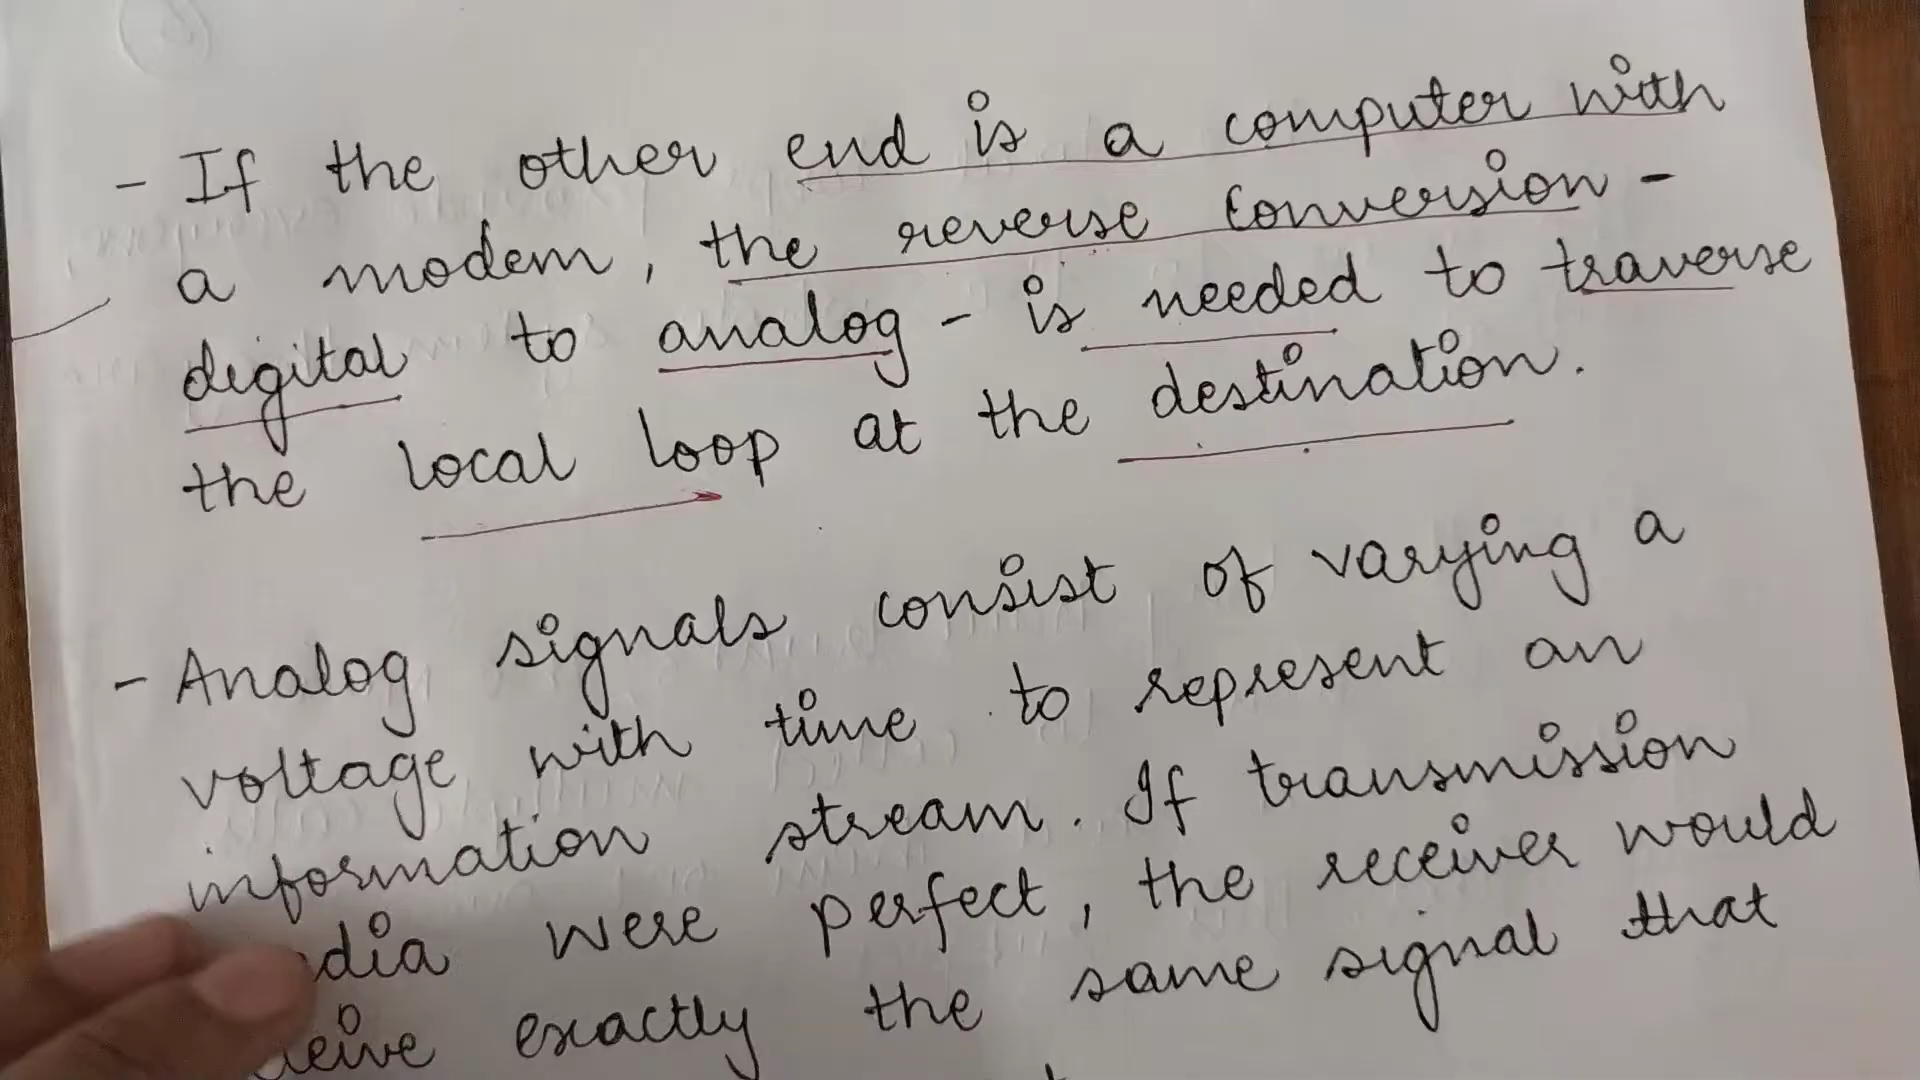 - If the other end is a computer with
a modem, the reverse conversion -
digital to analog - is needed to traverse
the local loop at the destination.
- Analog signals consist of varying a
voltage with time to represent an
information stream. If transmission
were perfect, the receiver would
exactly the same signal that